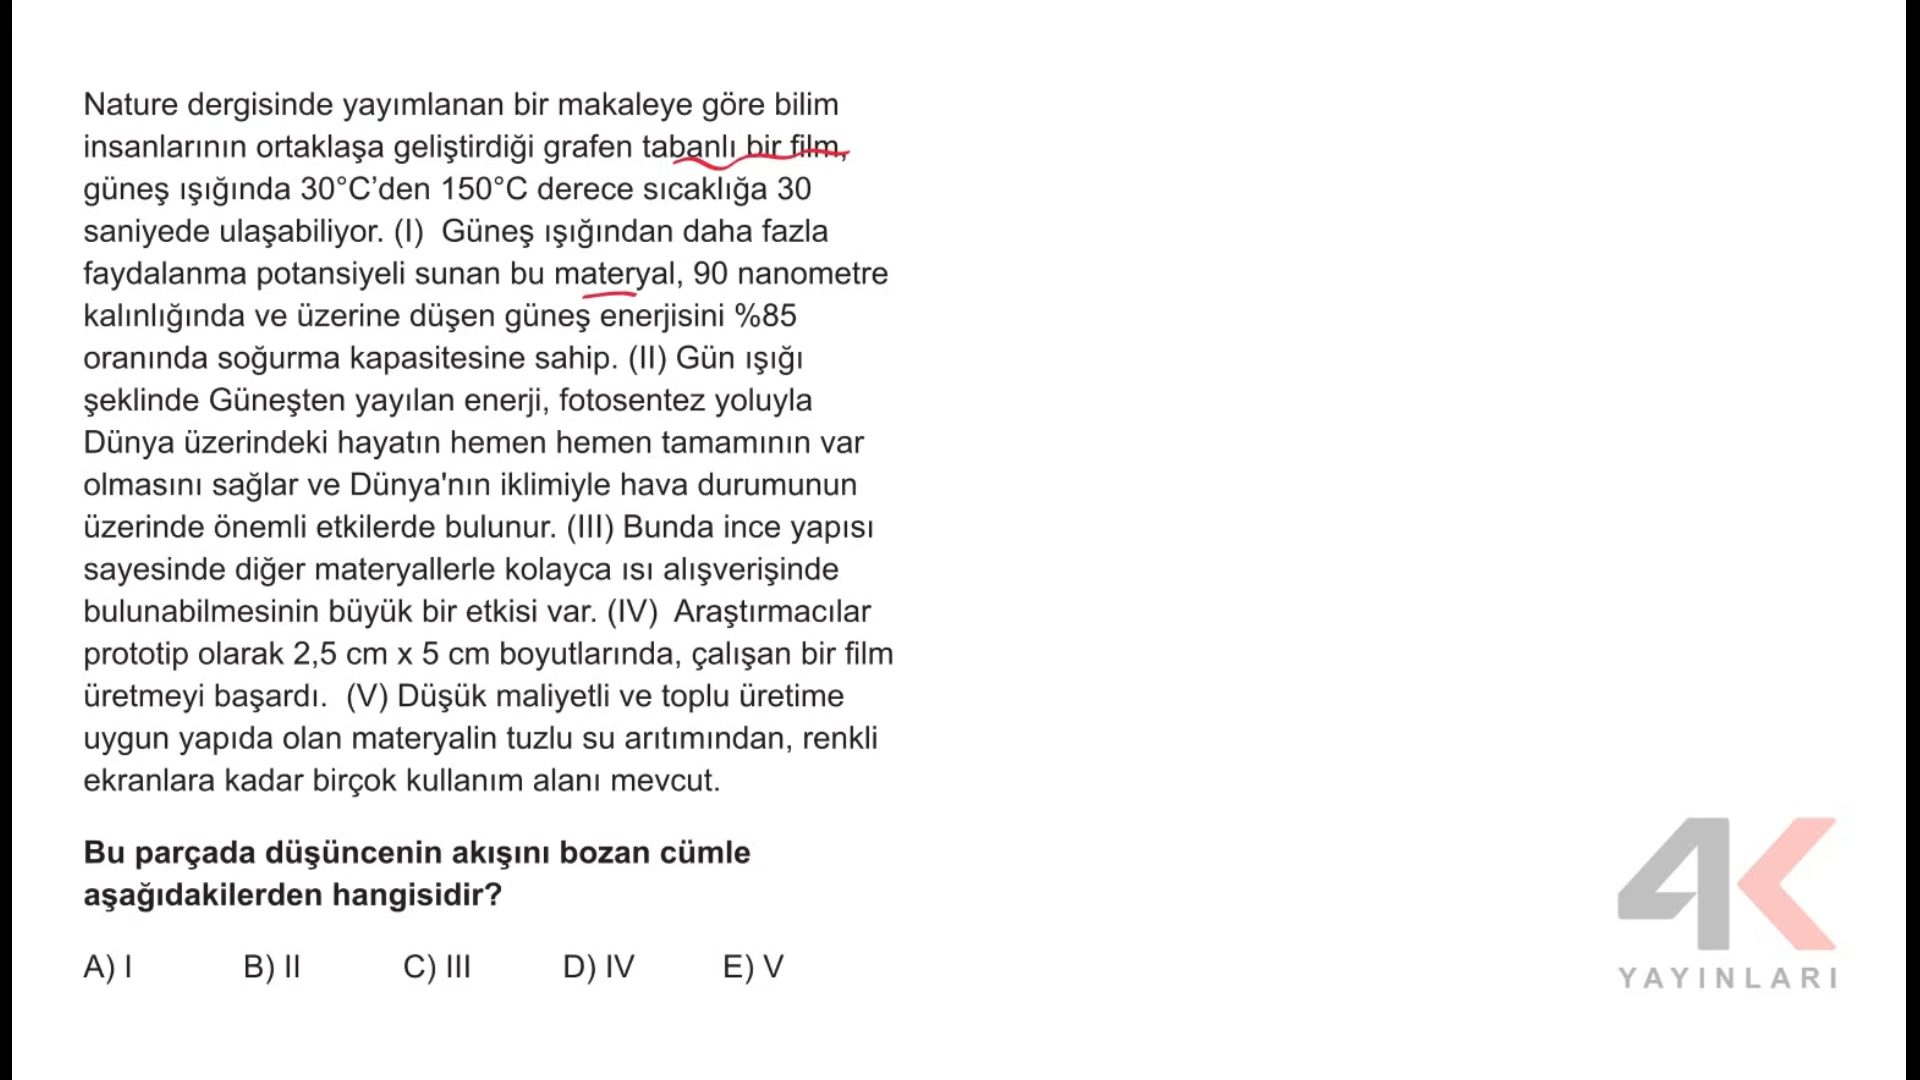 Nature dergisinde yayımlanan bir makaleye göre bilim
insanlarının ortaklaşa geliştirdiği grafen tabanlı bir film,
güneş ışığında 30°C’den 150°C derece sıcaklığa 30
saniyede ulaşabiliyor. (I) Güneş ışığından daha fazla
faydalanma potansiyeli sunan bu materyal, 90 nanometre
kalınlığında ve üzerine düşen güneş enerjisini %85
oranında soğurma kapasitesine sahip. (II) Gün ışığı
şeklinde Güneşten yayılan enerji, fotosentez yoluyla
Dünya üzerindeki hayatın hemen hemen tamamının var
olmasını sağlar ve Dünya'nın iklimiyle hava durumunun
üzerinde önemli etkilerde bulunur. (III) Bunda ince yapısı
sayesinde diğer materyallerle kolayca ısı alışverişinde
bulunabilmesinin büyük bir etkisi var. (IV) Araştırmacılar
prototip olarak 2,5 cm x 5 cm boyutlarında, çalışan bir film
üretmeyi başardı. (V) Düşük maliyetli ve toplu üretime
uygun yapıda olan materyalin tuzlu su arıtımından, renkli
ekranlara kadar birçok kullanım alanı mevcut.
Bu parçada düşüncenin akışını bozan cümle
aşağıdakilerden hangisidir?
A) I B) II C) III D) IV E) V
4K
YAYINLARI